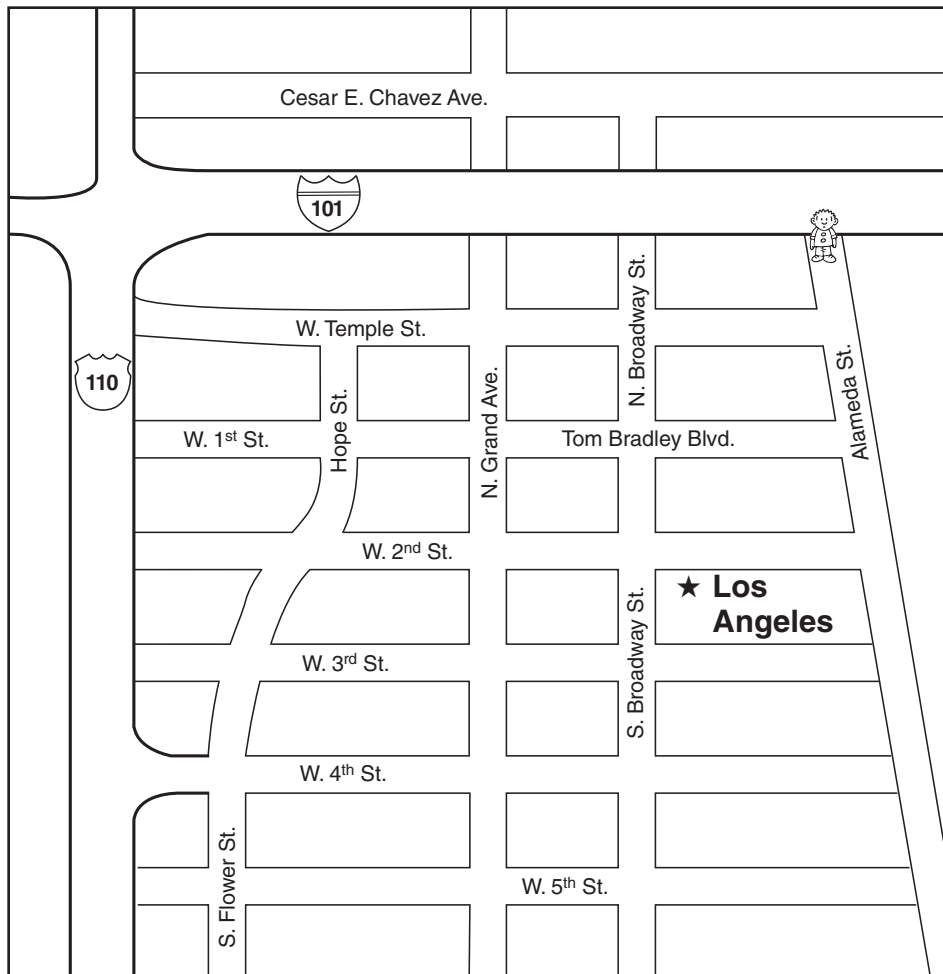 Cesar E. Chavez Ave.
101
N. Broadway St.
W. Temple St.
110
Hope St.
N. Grand Ave.
Alameda St.
W. 1st St.
Tom Bradley Blvd.
W. 2nd St.
★ Los
Angeles
S. Broadway St.
W. 3rd St.
W. 4th St.
S. Flower St.
W. 5th St.